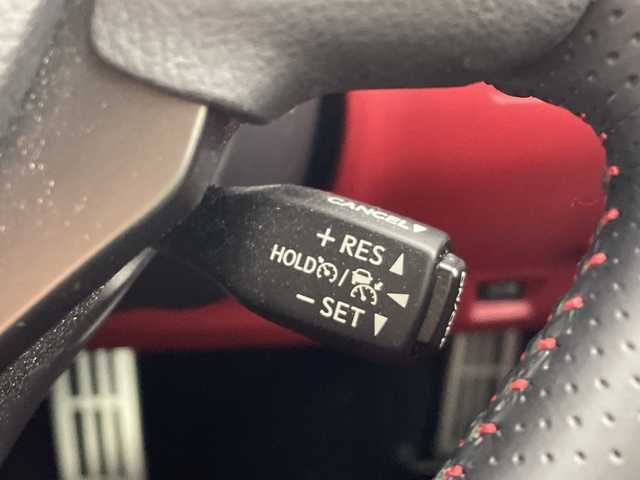 CANCEL▼
+ RES ▲
HOLD /
− SET ▼